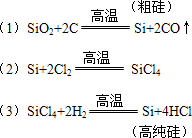 (粗硅)
(1) SiO₂+2C 高温 Si+2CO↑
(2) Si+2Cl₂ 高温 SiCl₄
(3) SiCl₄+2H₂ 高温 Si+4HCl
(高纯硅)